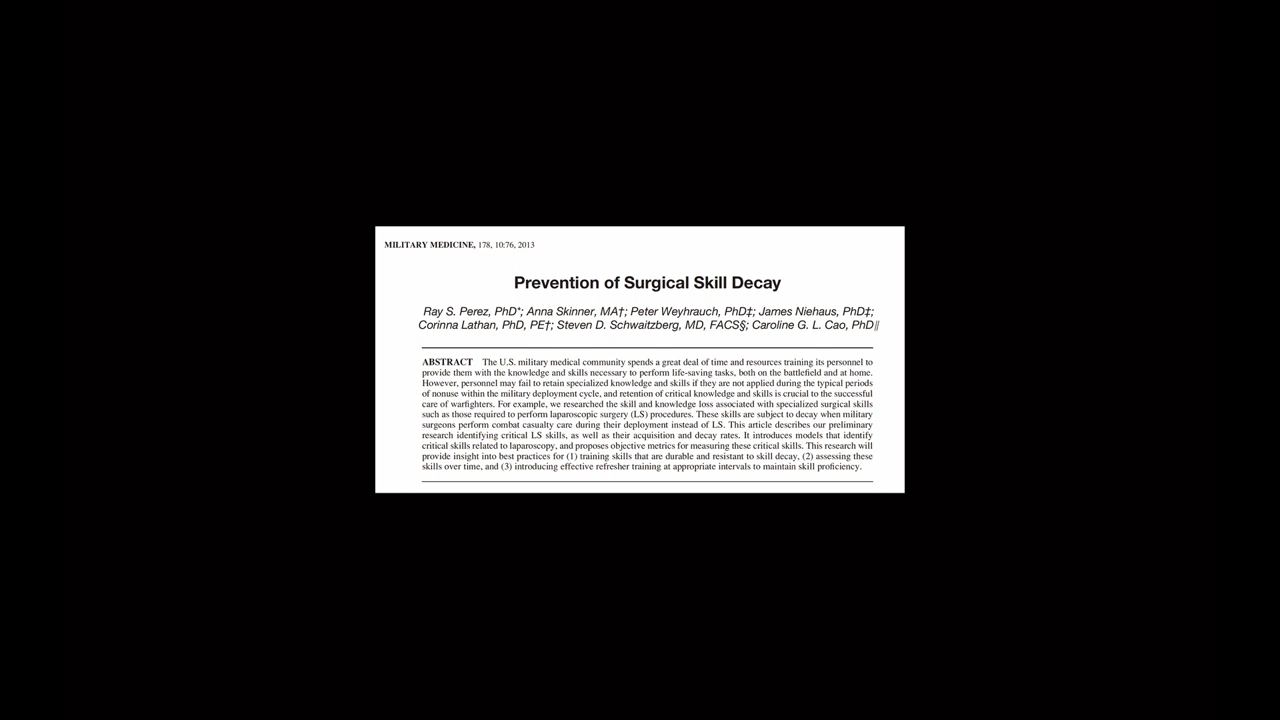 MILITARY MEDICINE, 178, 10:76, 2013
Prevention of Surgical Skill Decay
Ray S. Perez, PhD*; Anna Skinner, MA†; Peter Weyhrauch, PhD‡; James Niehaus, PhD‡;
Corinna Lathan, PhD, PE†; Steven D. Schwaitzberg, MD, FACS§; Caroline G. L. Cao, PhD∥
ABSTRACT The U.S. military medical community spends a great deal of time and resources training its personnel to
provide them with the knowledge and skills necessary to perform life-saving tasks, both on the battlefield and at home.
However, personnel may fail to retain specialized knowledge and skills if they are not applied during the typical periods
of nonuse within the military deployment cycle, and retention of critical knowledge and skills is crucial to the successful
care of warfighters. For example, we researched the skill and knowledge loss associated with specialized surgical skills
such as those required to perform laparoscopic surgery (LS) procedures. These skills are subject to decay when military
surgeons perform combat casualty care during their deployment instead of LS. This article describes our preliminary
research identifying critical LS skills, as well as their acquisition and decay rates. It introduces models that identify
critical skills related to laparoscopy, and proposes objective metrics for measuring these critical skills. This research will
provide insight into best practices for (1) training skills that are durable and resistant to skill decay, (2) assessing these
skills over time, and (3) introducing effective refresher training at appropriate intervals to maintain skill proficiency.